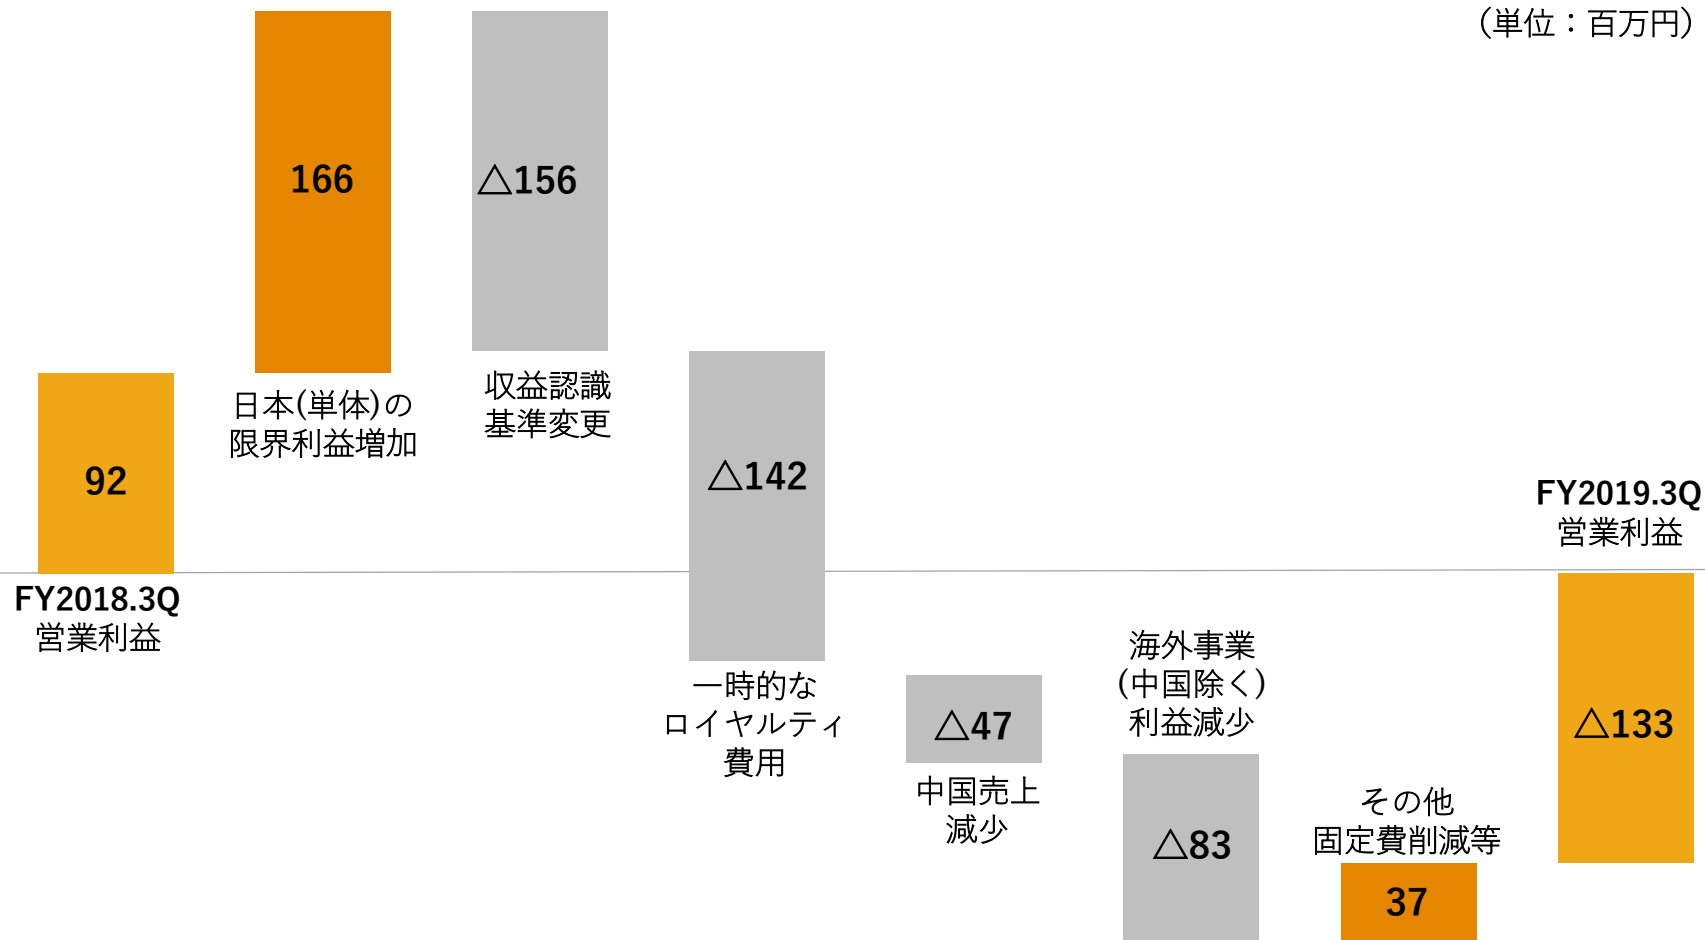 （単位：百万円）
92
FY2018.3Q
営業利益
166
日本(単体)の
限界利益増加
△156
収益認識
基準変更
△142
一時的な
ロイヤルティ
費用
△47
中国売上
減少
海外事業
(中国除く)
利益減少
△83
その他
固定費削減等
37
FY2019.3Q
営業利益
△133